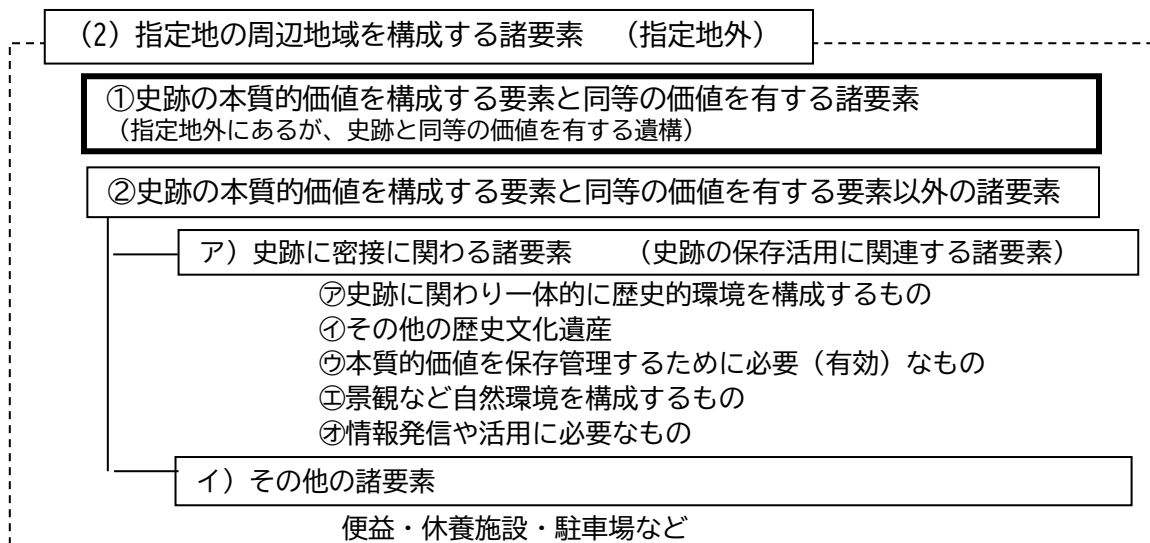 (2) 指定地の周辺地域を構成する諸要素　(指定地外)
①史跡の本質的価値を構成する要素と同等の価値を有する諸要素
(指定地外にあるが、史跡と同等の価値を有する遺構)
②史跡の本質的価値を構成する要素と同等の価値を有する要素以外の諸要素
ア）史跡に密接に関わる諸要素　　（史跡の保存活用に関連する諸要素）
㋐史跡に関わり一体的に歴史的環境を構成するもの
㋑その他の歴史文化遺産
㋒本質的価値を保存管理するために必要（有効）なもの
㋓景観など自然環境を構成するもの
㋔情報発信や活用に必要なもの
イ）その他の諸要素
便益・休養施設・駐車場など